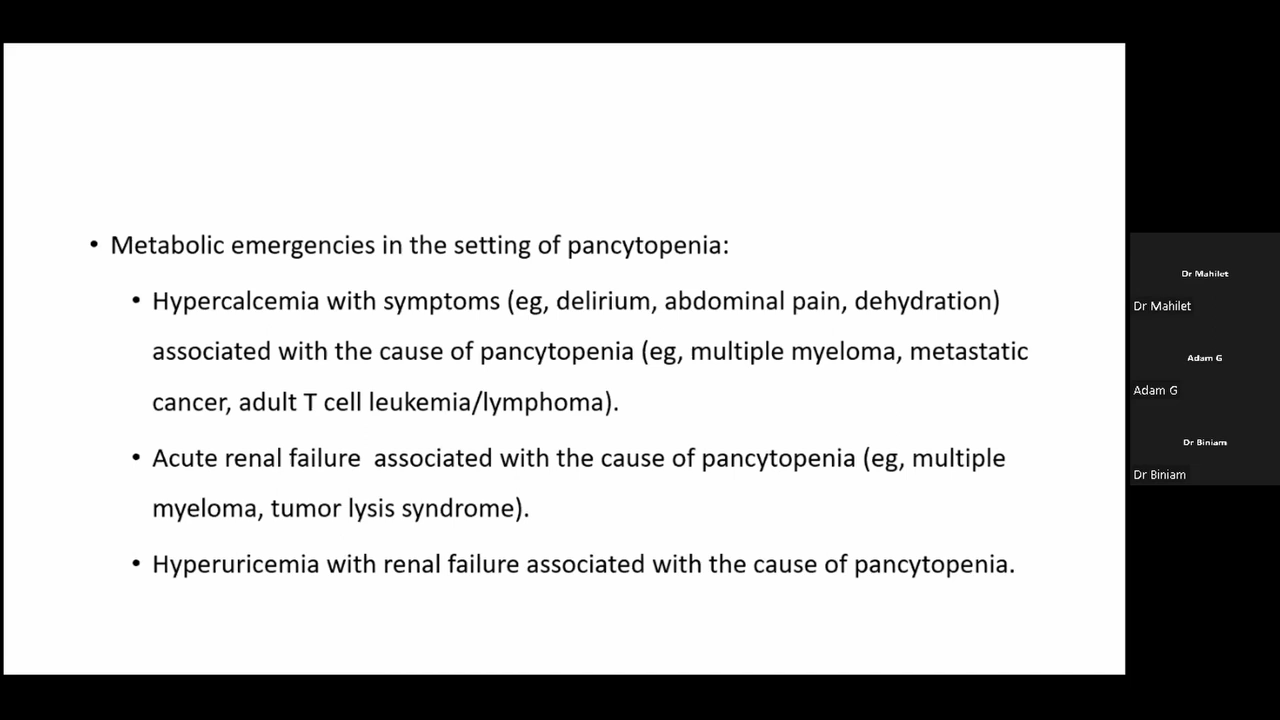 • Metabolic emergencies in the setting of pancytopenia:
• Hypercalcemia with symptoms (eg, delirium, abdominal pain, dehydration)
associated with the cause of pancytopenia (eg, multiple myeloma, metastatic
cancer, adult T cell leukemia/lymphoma).
• Acute renal failure  associated with the cause of pancytopenia (eg, multiple
myeloma, tumor lysis syndrome).
• Hyperuricemia with renal failure associated with the cause of pancytopenia.
Dr Mahilet
Dr Mahilet
Adam G
Adam G
Dr Biniam
Dr Biniam